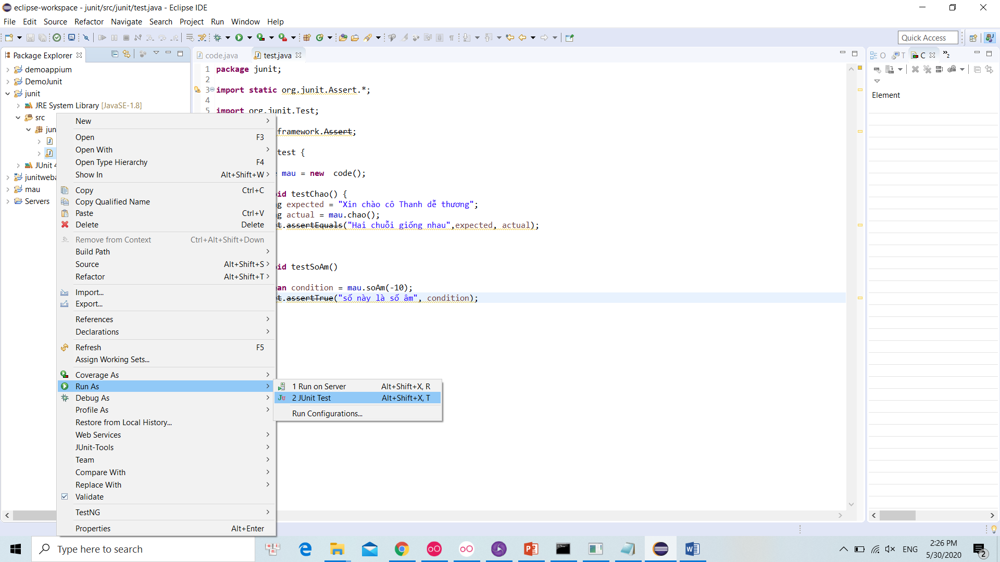 eclipse-workspace - junit/src/junit/test.java - Eclipse IDE
File Edit Source Refactor Navigate Search Project Run Window Help
Quick Access
Package Explorer
demoappium
DemoJunit
junit
JRE System Library [JavaSE-1.8]
src
jun
JUnit 4
junitweba
mau
Servers
code.java
test.java
1 package junit;
2
3 import static org.junit.Assert.*;
4
5 import org.junit.Test;
framework.Assert;
test {
mau = new code();
id testChao() {
g expected = "Xin chào cô Thanh dễ thương";
g actual = mau.chao();
t.assertEquals("Hai chuỗi giống nhau",expected, actual);
id testSoAm()
an condition = mau.soAm(-10);
t.assertTrue("số này là số âm", condition);
New
Open F3
Open With
Open Type Hierarchy F4
Show In Alt+Shift+W
Copy Ctrl+C
Copy Qualified Name
Paste Ctrl+V
Delete Delete
Remove from Context Ctrl+Alt+Shift+Down
Build Path
Source Alt+Shift+S
Refactor Alt+Shift+T
Import...
Export...
References
Declarations
Refresh F5
Assign Working Sets...
Coverage As
Run As
Debug As
Profile As
Restore from Local History...
Web Services
JUnit-Tools
Team
Compare With
Replace With
Validate
TestNG
Properties Alt+Enter
1 Run on Server Alt+Shift+X, R
2 JUnit Test Alt+Shift+X, T
Run Configurations...
O T C 2
Element
Type here to search
ENG
2:26 PM
5/30/2020
2